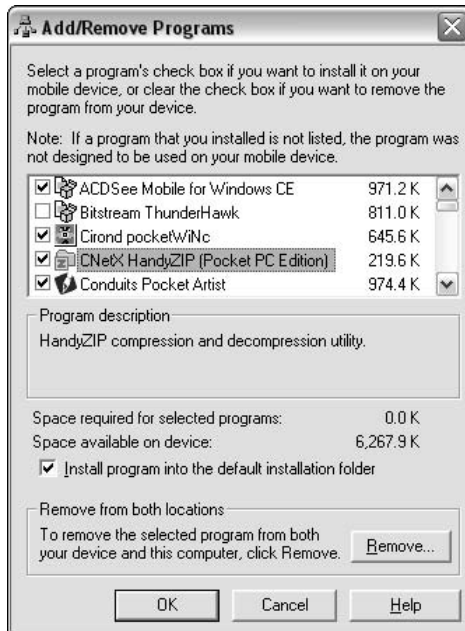 Add/Remove Programs
Select a program's check box if you want to install it on your
mobile device, or clear the check box if you want to remove the
program from your device.
Note: If a program that you installed is not listed, the program was
not designed to be used on your mobile device.
ACDSee Mobile for Windows CE 971.2 K
Bitstream ThunderHawk 811.0 K
Cirond pocketWiNc 645.6 K
CNetX HandyZIP (Pocket PC Edition) 219.6 K
Conduits Pocket Artist 974.4 K
Program description
HandyZIP compression and decompression utility.
Space required for selected programs: 0.0 K
Space available on device: 6,267.9 K
Install program into the default installation folder
Remove from both locations
To remove the selected program from both
your device and this computer, click Remove.
Remove...
OK Cancel Help